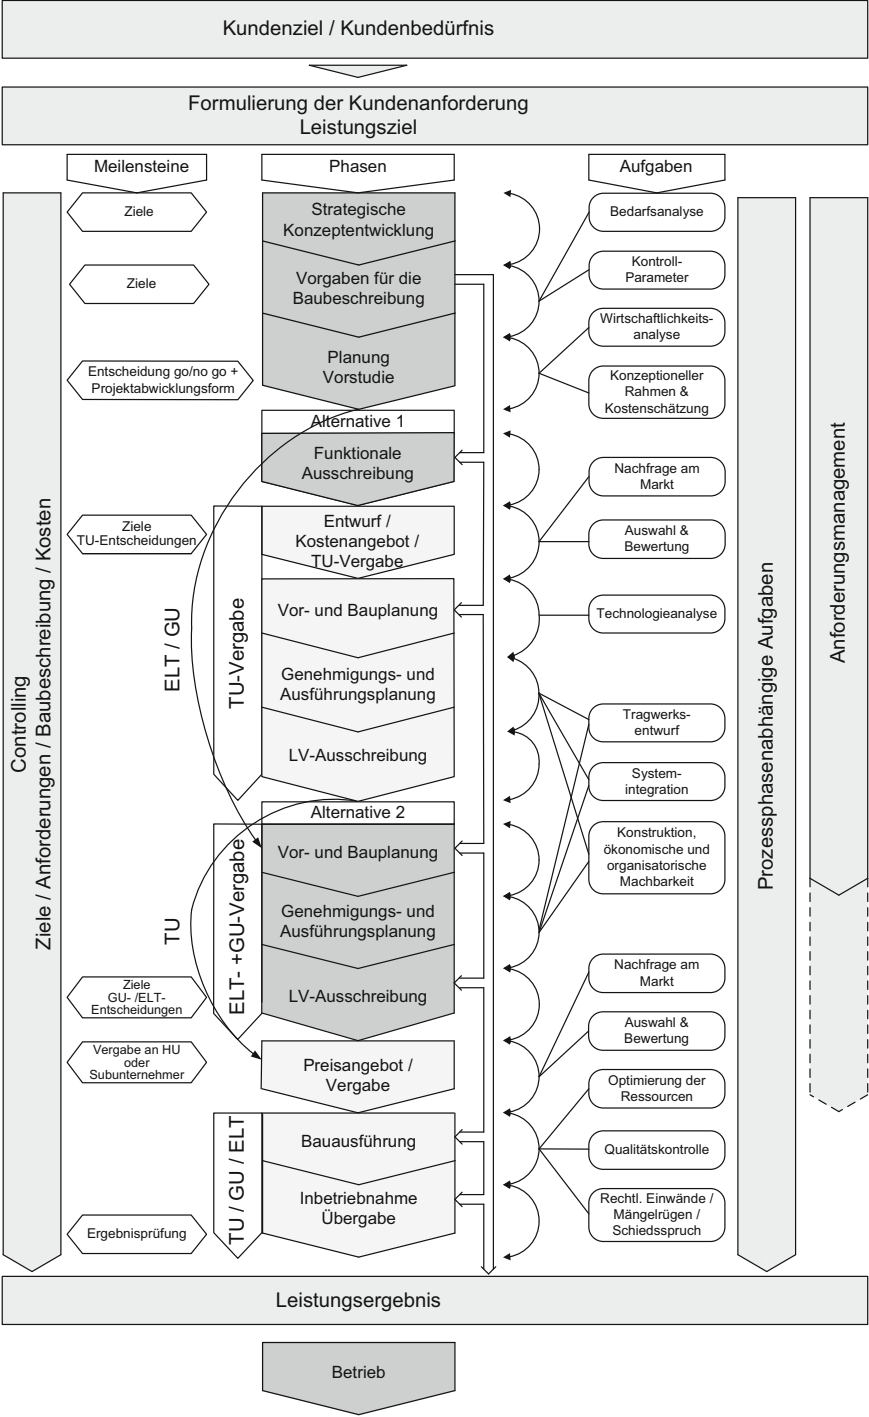 Kundenziel / Kundenbedürfnis
Formulierung der Kundenanforderung
Leistungsziel
Meilensteine
Phasen
Aufgaben
Controlling
Ziele / Anforderungen / Baubeschreibung / Kosten
Ziele
Ziele
Entscheidung go/no go +
Projektabwicklungsform
Ziele
TU-Entscheidungen
Ziele
GU- /ELT-
Entscheidungen
Vergabe an HU
oder
Subunternehmer
Ergebnisprüfung
ELT / GU
TU
TU-Vergabe
ELT- +GU-Vergabe
TU / GU / ELT
Strategische
Konzeptentwicklung
Vorgaben für die
Baubeschreibung
Planung
Vorstudie
Alternative 1
Funktionale
Ausschreibung
Entwurf /
Kostenangebot /
TU-Vergabe
Vor- und Bauplanung
Genehmigungs- und
Ausführungsplanung
LV-Ausschreibung
Alternative 2
Vor- und Bauplanung
Genehmigungs- und
Ausführungsplanung
LV-Ausschreibung
Preisangebot /
Vergabe
Bauausführung
Inbetriebnahme
Übergabe
Bedarfsanalyse
Kontroll-
Parameter
Wirtschaftlichkeits-
analyse
Konzeptioneller
Rahmen &
Kostenschätzung
Nachfrage am
Markt
Auswahl &
Bewertung
Technologieanalyse
Tragwerks-
entwurf
System-
integration
Konstruktion,
ökonomische und
organisatorische
Machbarkeit
Nachfrage am
Markt
Auswahl &
Bewertung
Optimierung der
Ressourcen
Qualitätskontrolle
Rechtl. Einwände /
Mängelrügen /
Schiedsspruch
Prozessphasenabhängige Aufgaben
Anforderungsmanagement
Leistungsergebnis
Betrieb